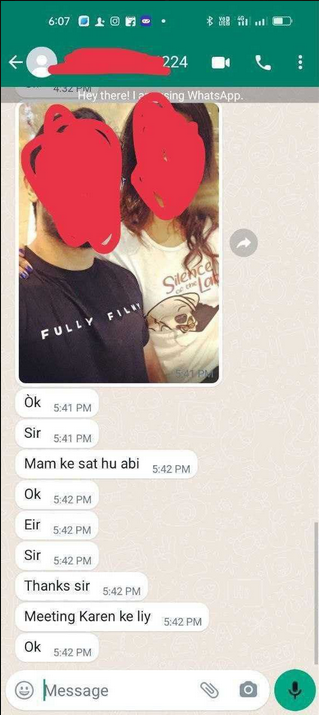 6:07
224
4:32 PM
Hey there! I a sing WhatsApp.
FULLY FILMY
Silence
of the La
5:41 PM
Òk 5:41 PM
Sir 5:41 PM
Mam ke sat hu abi 5:42 PM
Ok 5:42 PM
Eir 5:42 PM
Sir 5:42 PM
Thanks sir 5:42 PM
Meeting Karen ke liy 5:42 PM
Ok 5:42 PM
Message